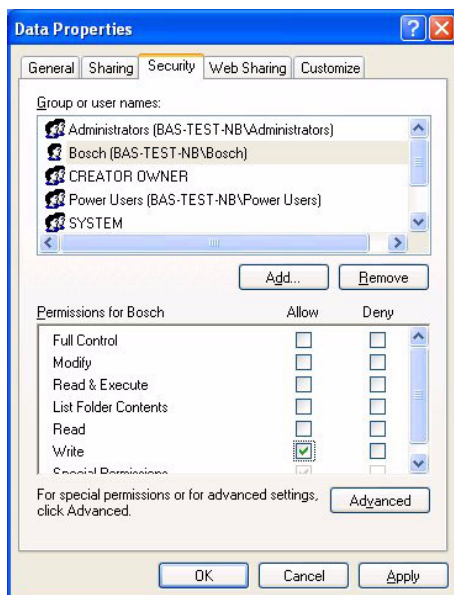 Data Properties
General Sharing Security Web Sharing Customize
Group or user names:
Administrators (BAS-TEST-NB\Administrators)
Bosch (BAS-TEST-NB\Bosch)
CREATOR OWNER
Power Users (BAS-TEST-NB\Power Users)
SYSTEM
Add... Remove
Permissions for Bosch Allow Deny
Full Control
Modify
Read & Execute
List Folder Contents
Read
Write
Special Permissions
For special permissions or for advanced settings,
click Advanced.
Advanced
OK Cancel Apply